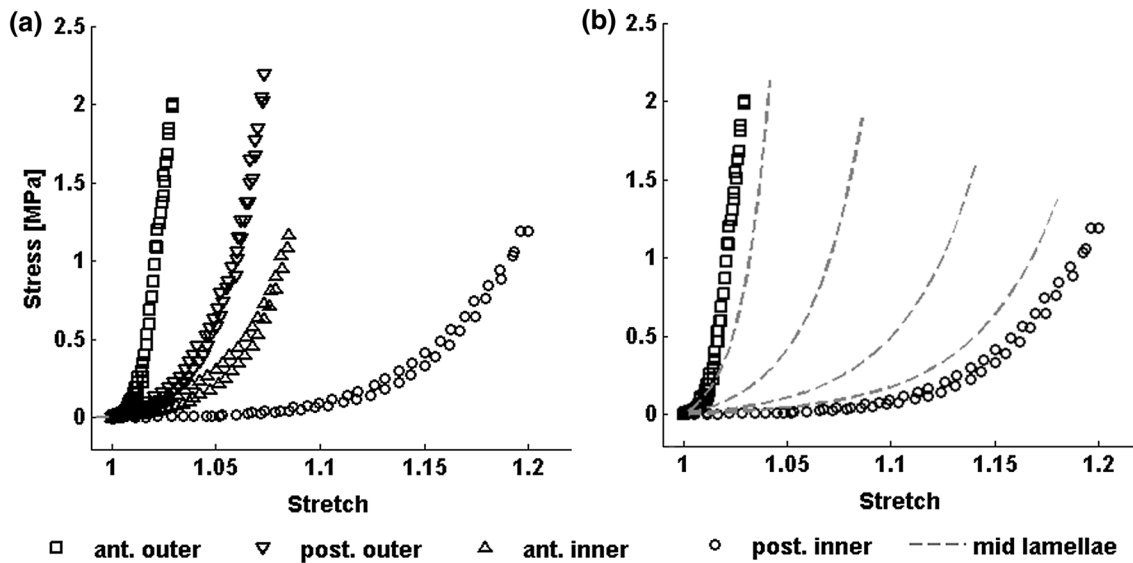 (a)
2.5
2
1.5
1
0.5
0
Stress [MPa]
1 1.05 1.1 1.15 1.2
Stretch
(b)
2.5
2
1.5
1
0.5
0
1 1.05 1.1 1.15 1.2
Stretch
ant. outer post. outer ant. inner post. inner mid lamellae